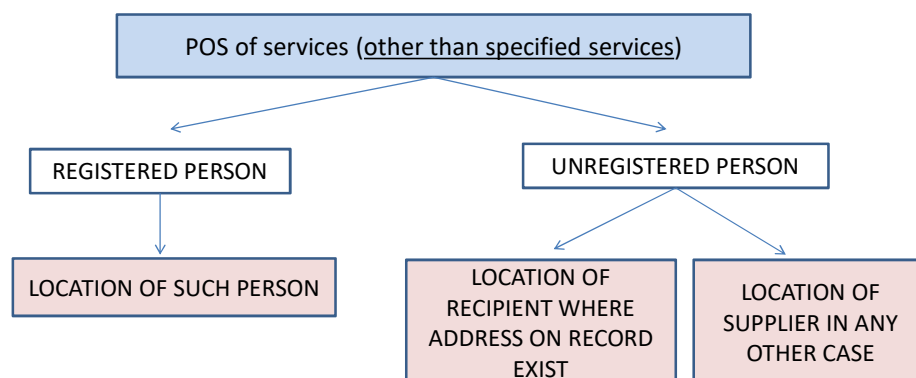 POS of services (other than specified services)
REGISTERED PERSON
UNREGISTERED PERSON
LOCATION OF SUCH PERSON
LOCATION OF
RECIPIENT WHERE
ADDRESS ON RECORD
EXIST
LOCATION OF
SUPPLIER IN ANY
OTHER CASE